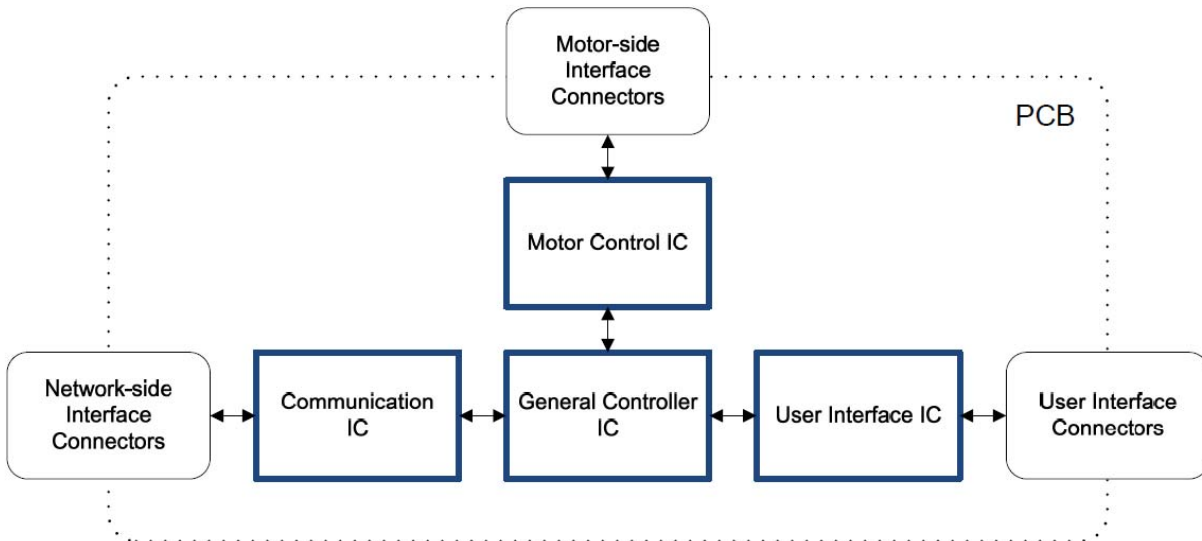 Motor-side
Interface
Connectors
PCB
Motor Control IC
Network-side
Interface
Connectors
Communication
IC
General Controller
IC
User Interface IC
User Interface
Connectors